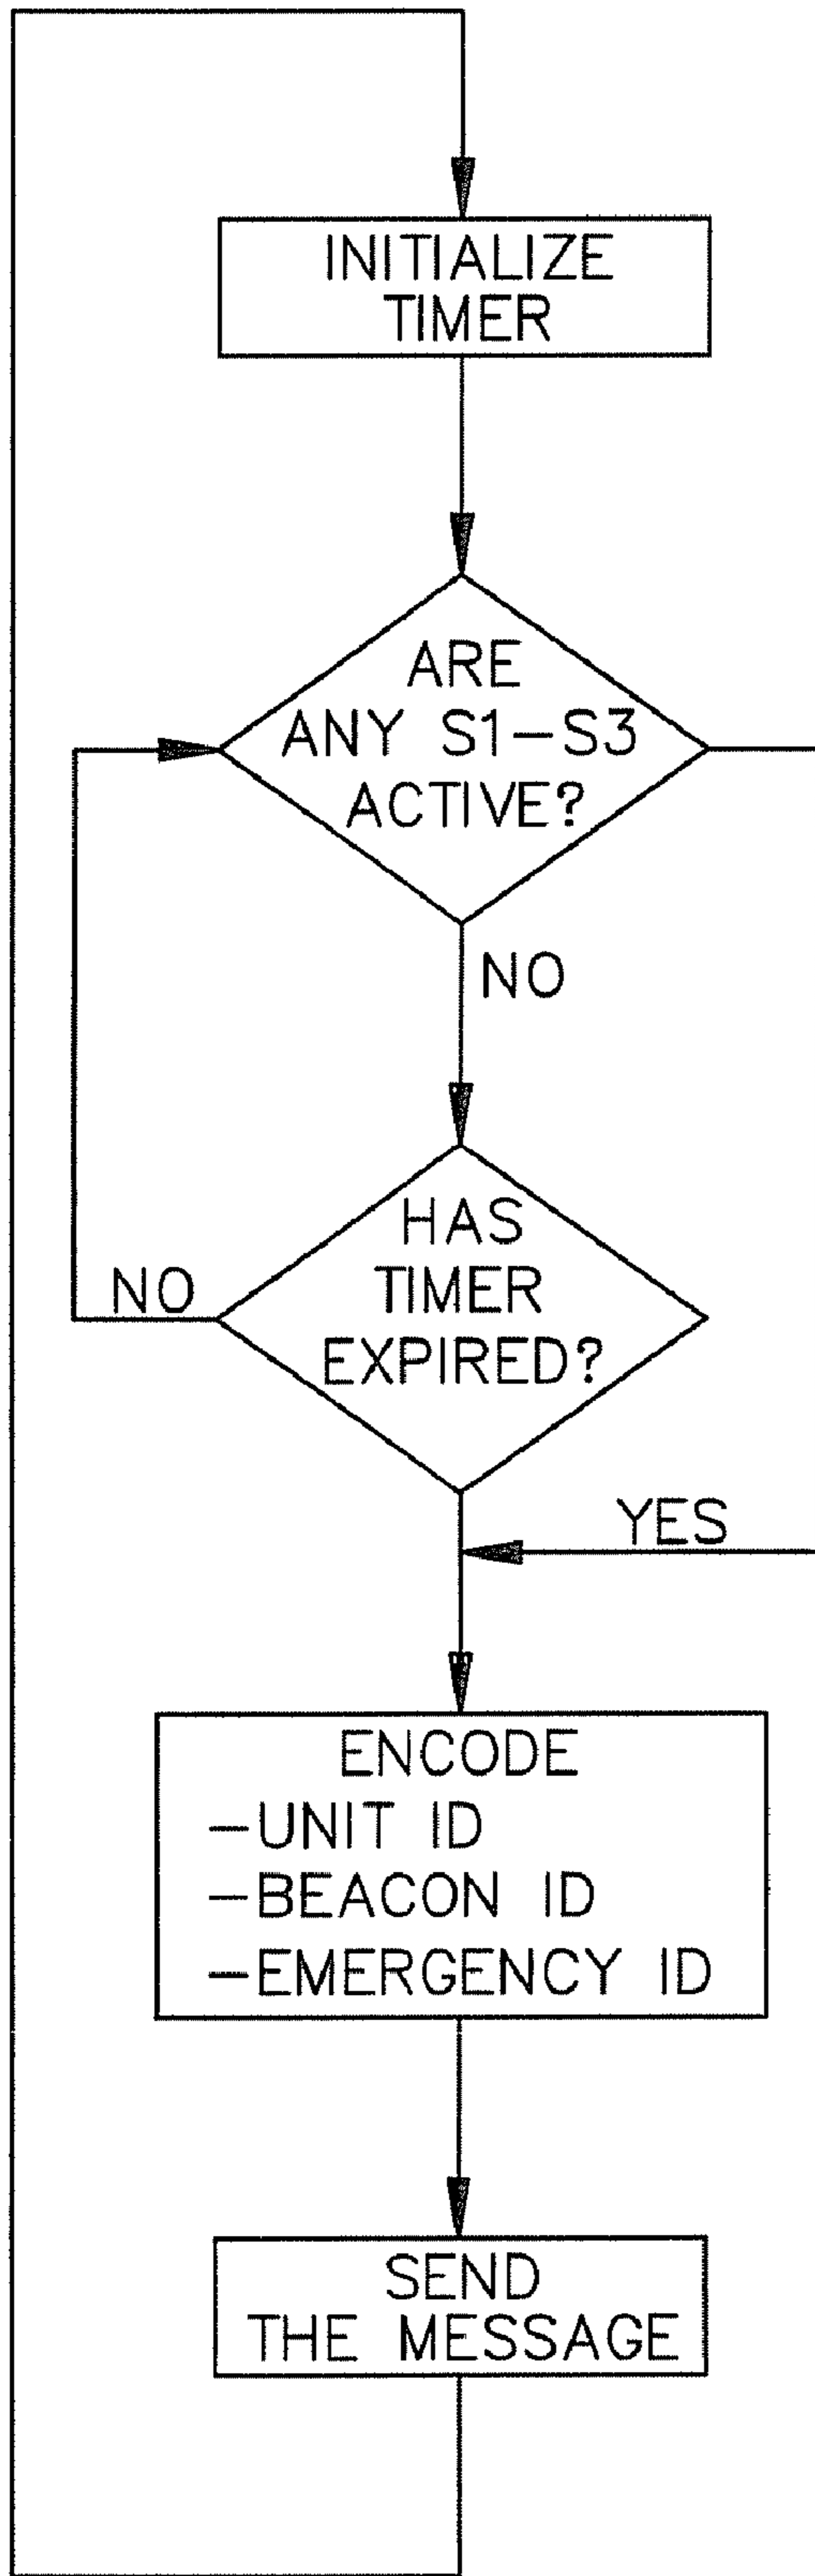 INITIALIZE
TIMER
ARE
ANY S1-S3
ACTIVE?
NO
HAS
TIMER
EXPIRED?
NO
YES
ENCODE
-UNIT ID
-BEACON ID
-EMERGENCY ID
SEND
THE MESSAGE